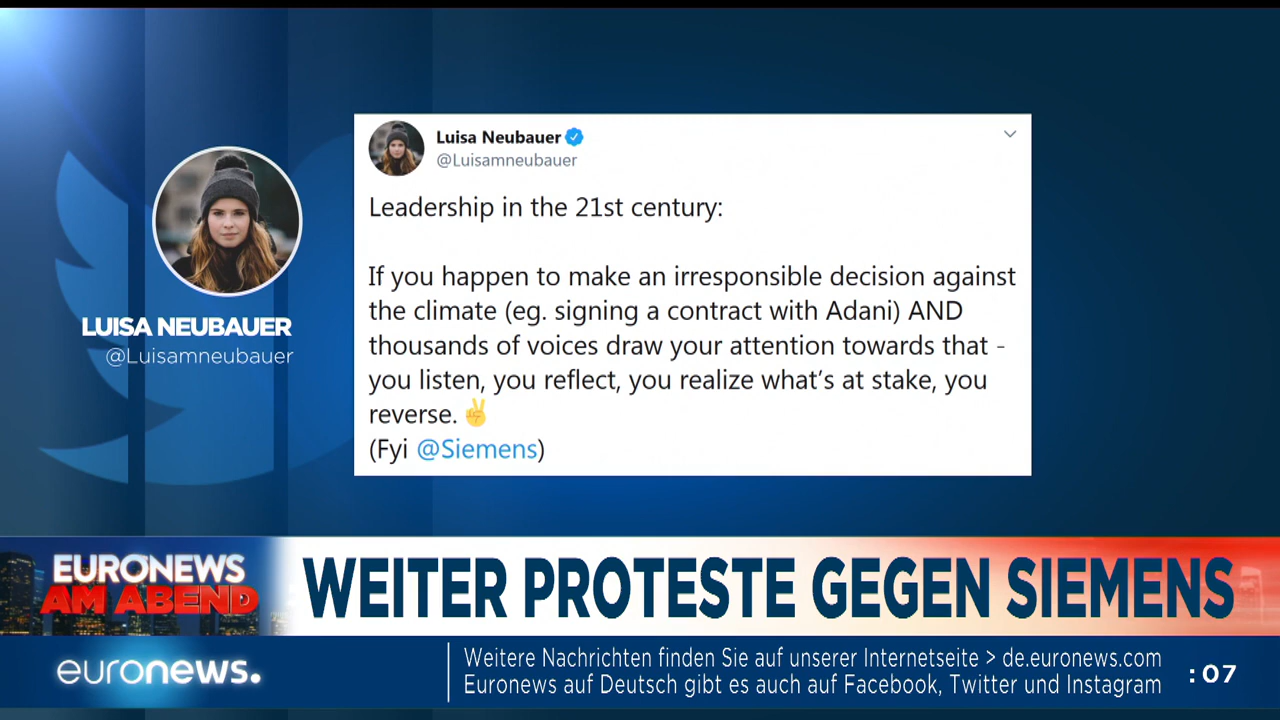 LUISA NEUBAUER
@Luisamneubauer
Luisa Neubauer
@Luisamneubauer
Leadership in the 21st century:
If you happen to make an irresponsible decision against
the climate (eg. signing a contract with Adani) AND
thousands of voices draw your attention towards that -
you listen, you reflect, you realize what's at stake, you
reverse. ✌
(Fyi @Siemens)
EURONEWS
AM ABEND
WEITER PROTESTE GEGEN SIEMENS
euronews.
Weitere Nachrichten finden Sie auf unserer Internetseite > de.euronews.com
Euronews auf Deutsch gibt es auch auf Facebook, Twitter und Instagram
:07